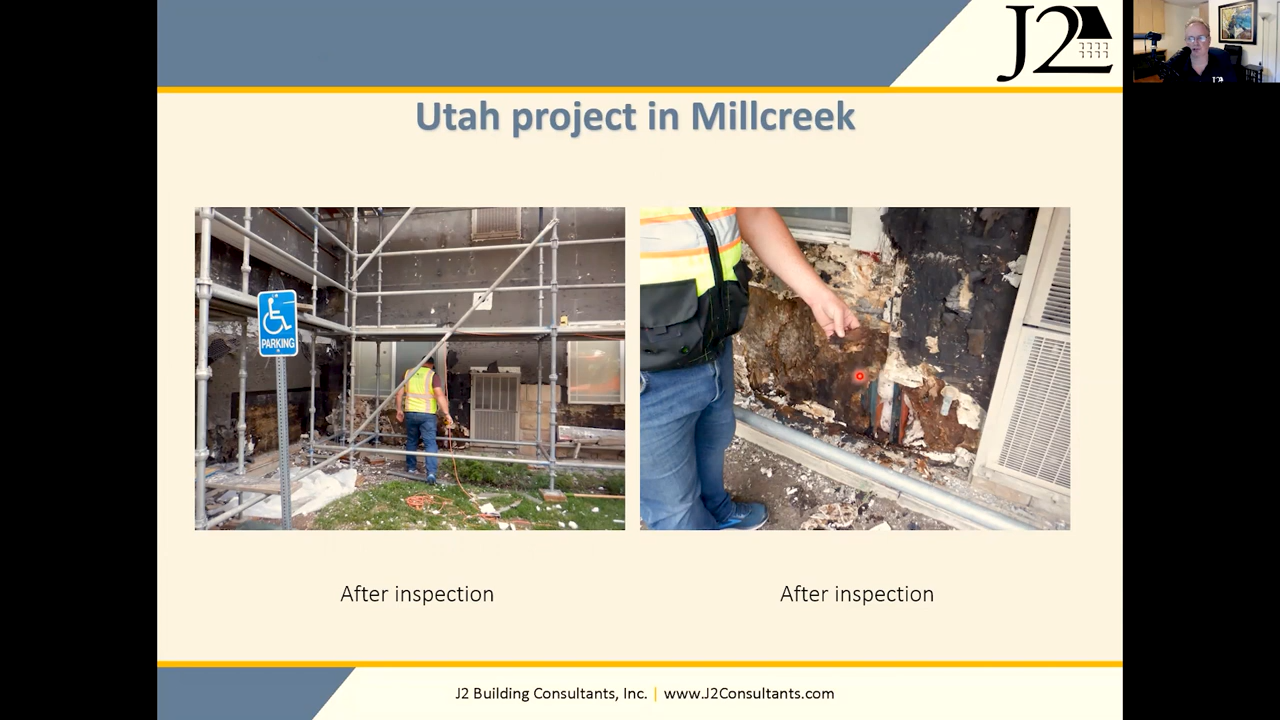 J2
Utah project in Millcreek
PARKING
After inspection
After inspection
J2 Building Consultants, Inc. | www.J2Consultants.com